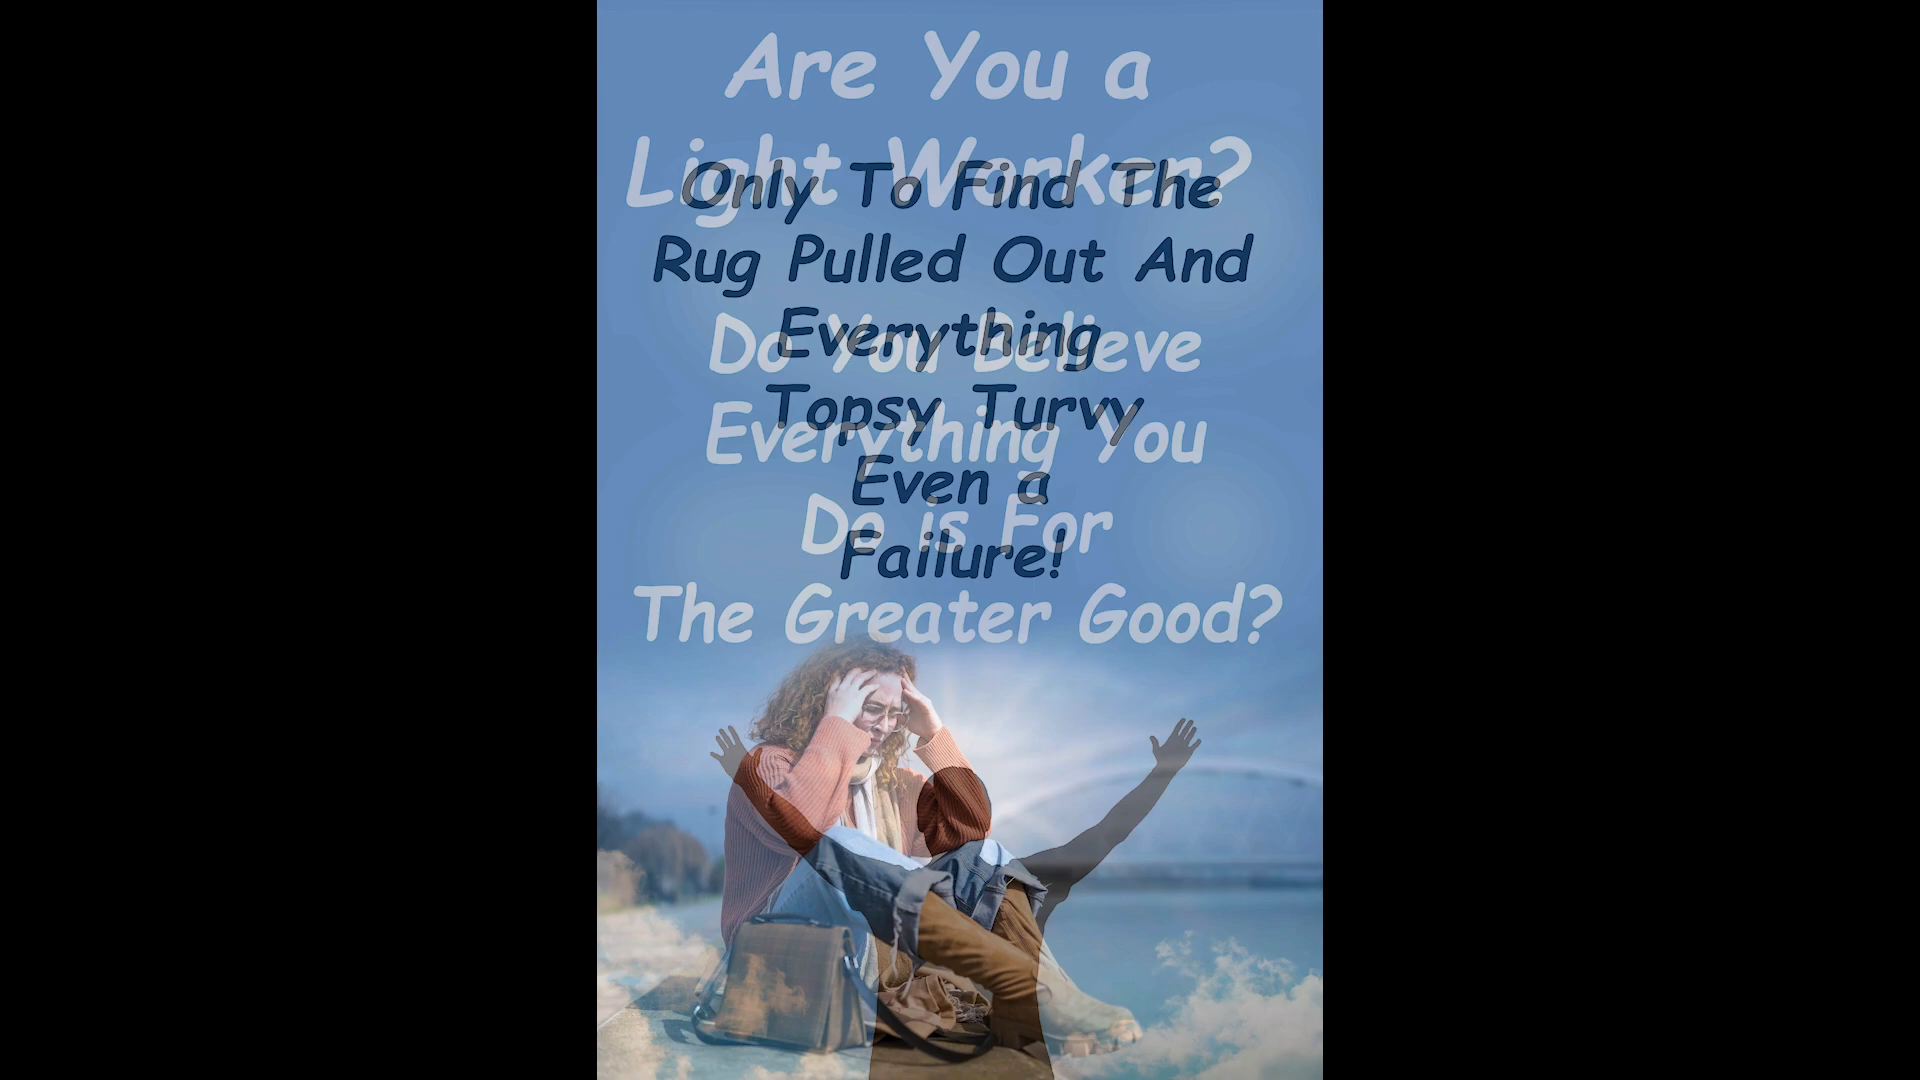 Are You a
Light Worker?
Do You Believe
Everything You
Do is For
The Greater Good?
Only To Find The
Rug Pulled Out And
Everything
Topsy Turvy
Even a
Failure!